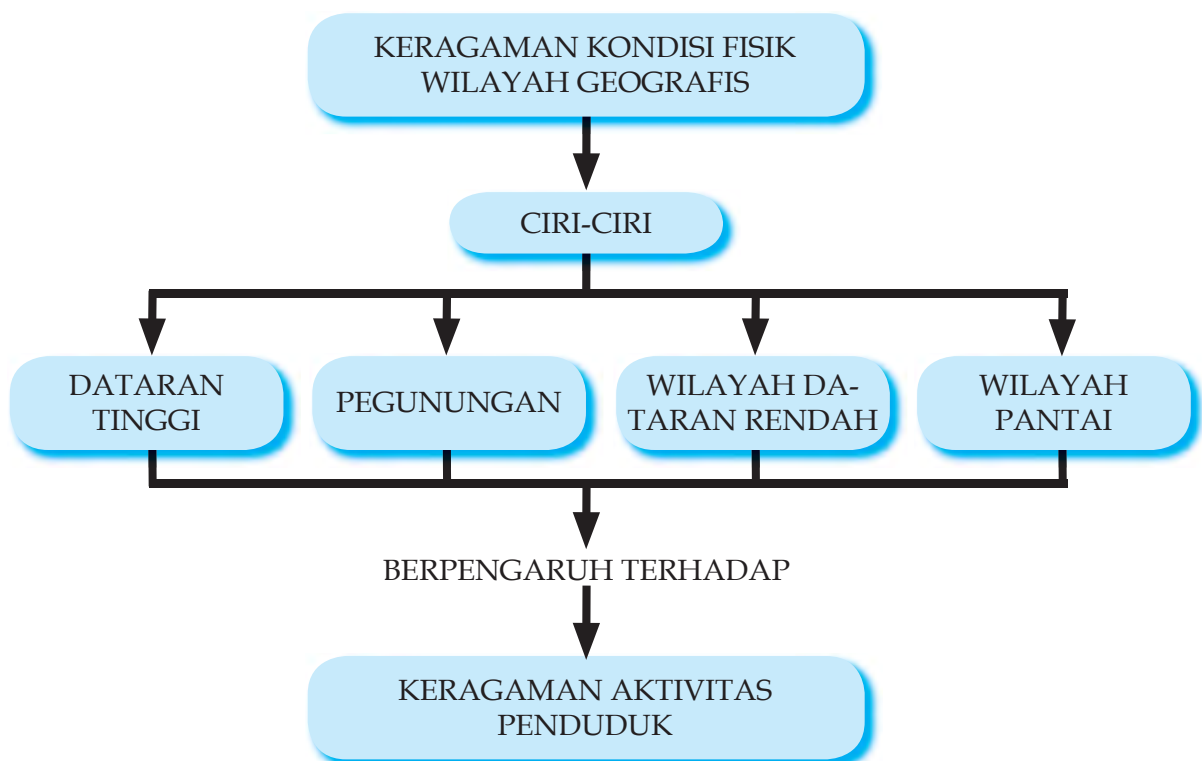 KERAGAMAN KONDISI FISIK
WILAYAH GEOGRAFIS
CIRI-CIRI
DATARAN
TINGGI
PEGUNUNGAN
WILAYAH DA-
TARAN RENDAH
WILAYAH
PANTAI
BERPENGARUH TERHADAP
KERAGAMAN AKTIVITAS
PENDUDUK